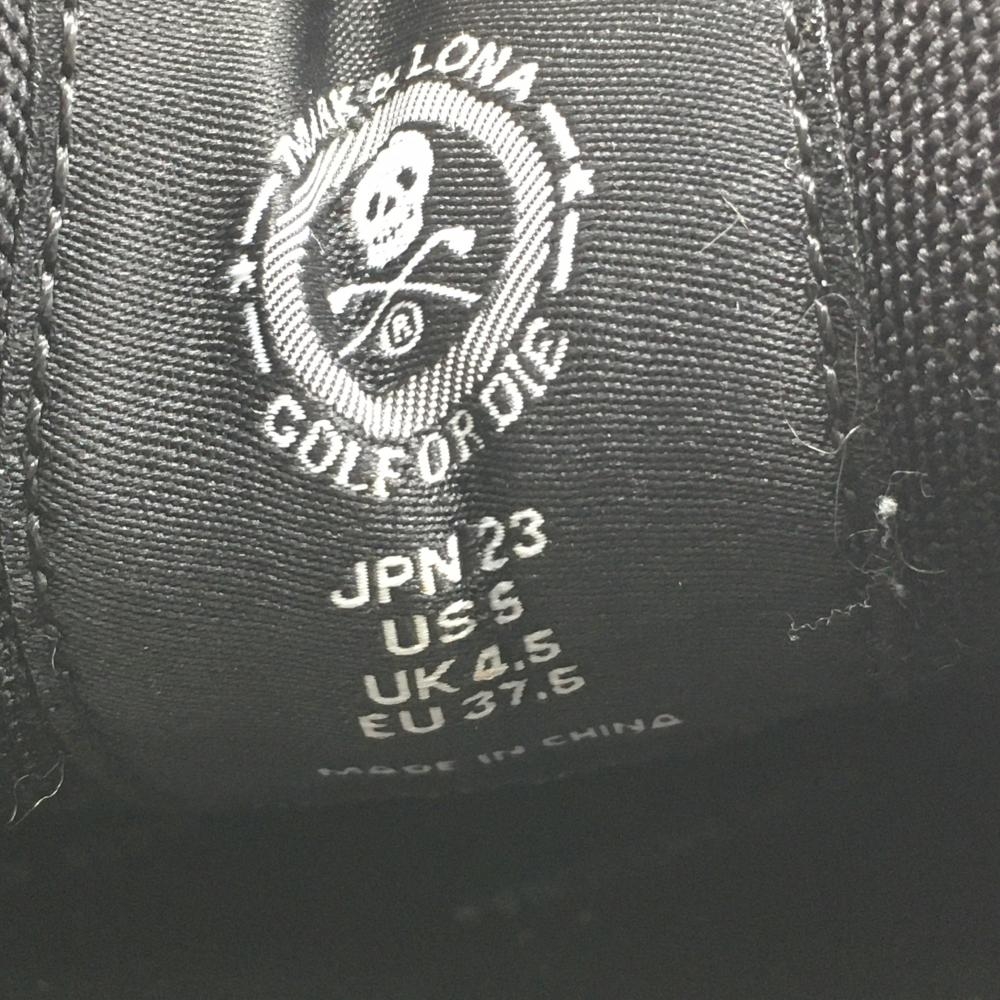 MARK & LONA
®
GOLF OR DIE
JPN 23
US 5
UK 4.5
EU 37.5
MADE IN CHINA